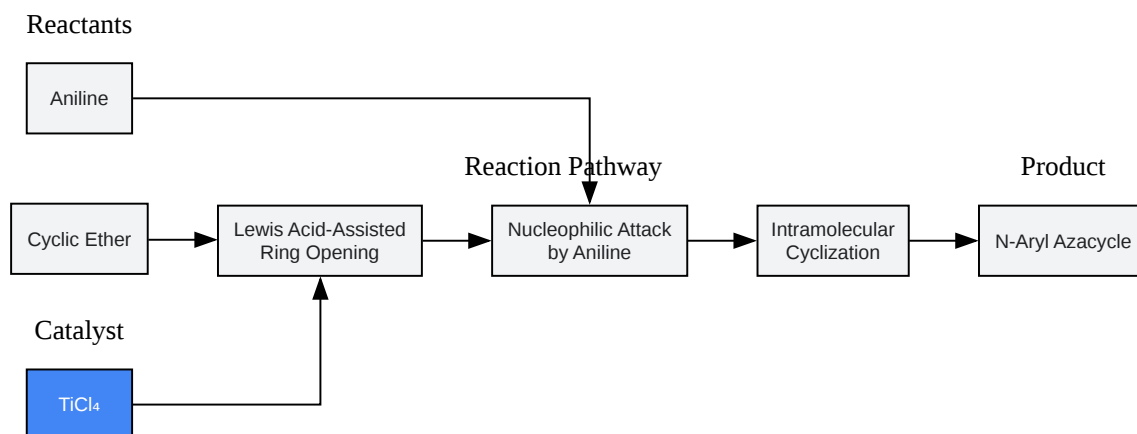 Reactants
Aniline
Reaction Pathway
Product
Cyclic Ether
Lewis Acid-Assisted
Ring Opening
Nucleophilic Attack
by Aniline
Intramolecular
Cyclization
N-Aryl Azacycle
Catalyst
TiCl₄